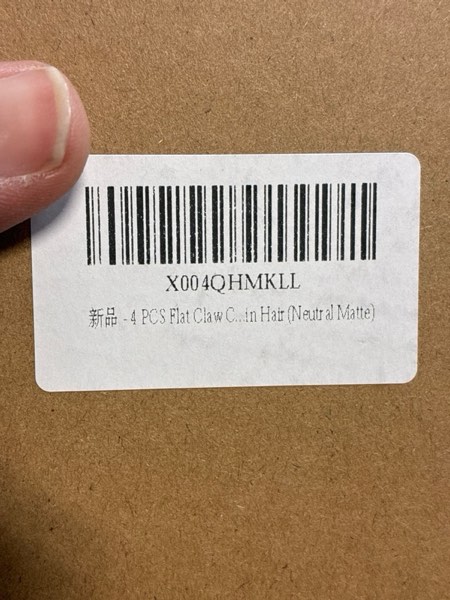 X004QHMKLL
新品 - 4 PCS Flat Claw C...in Hair (Neutral Matte)